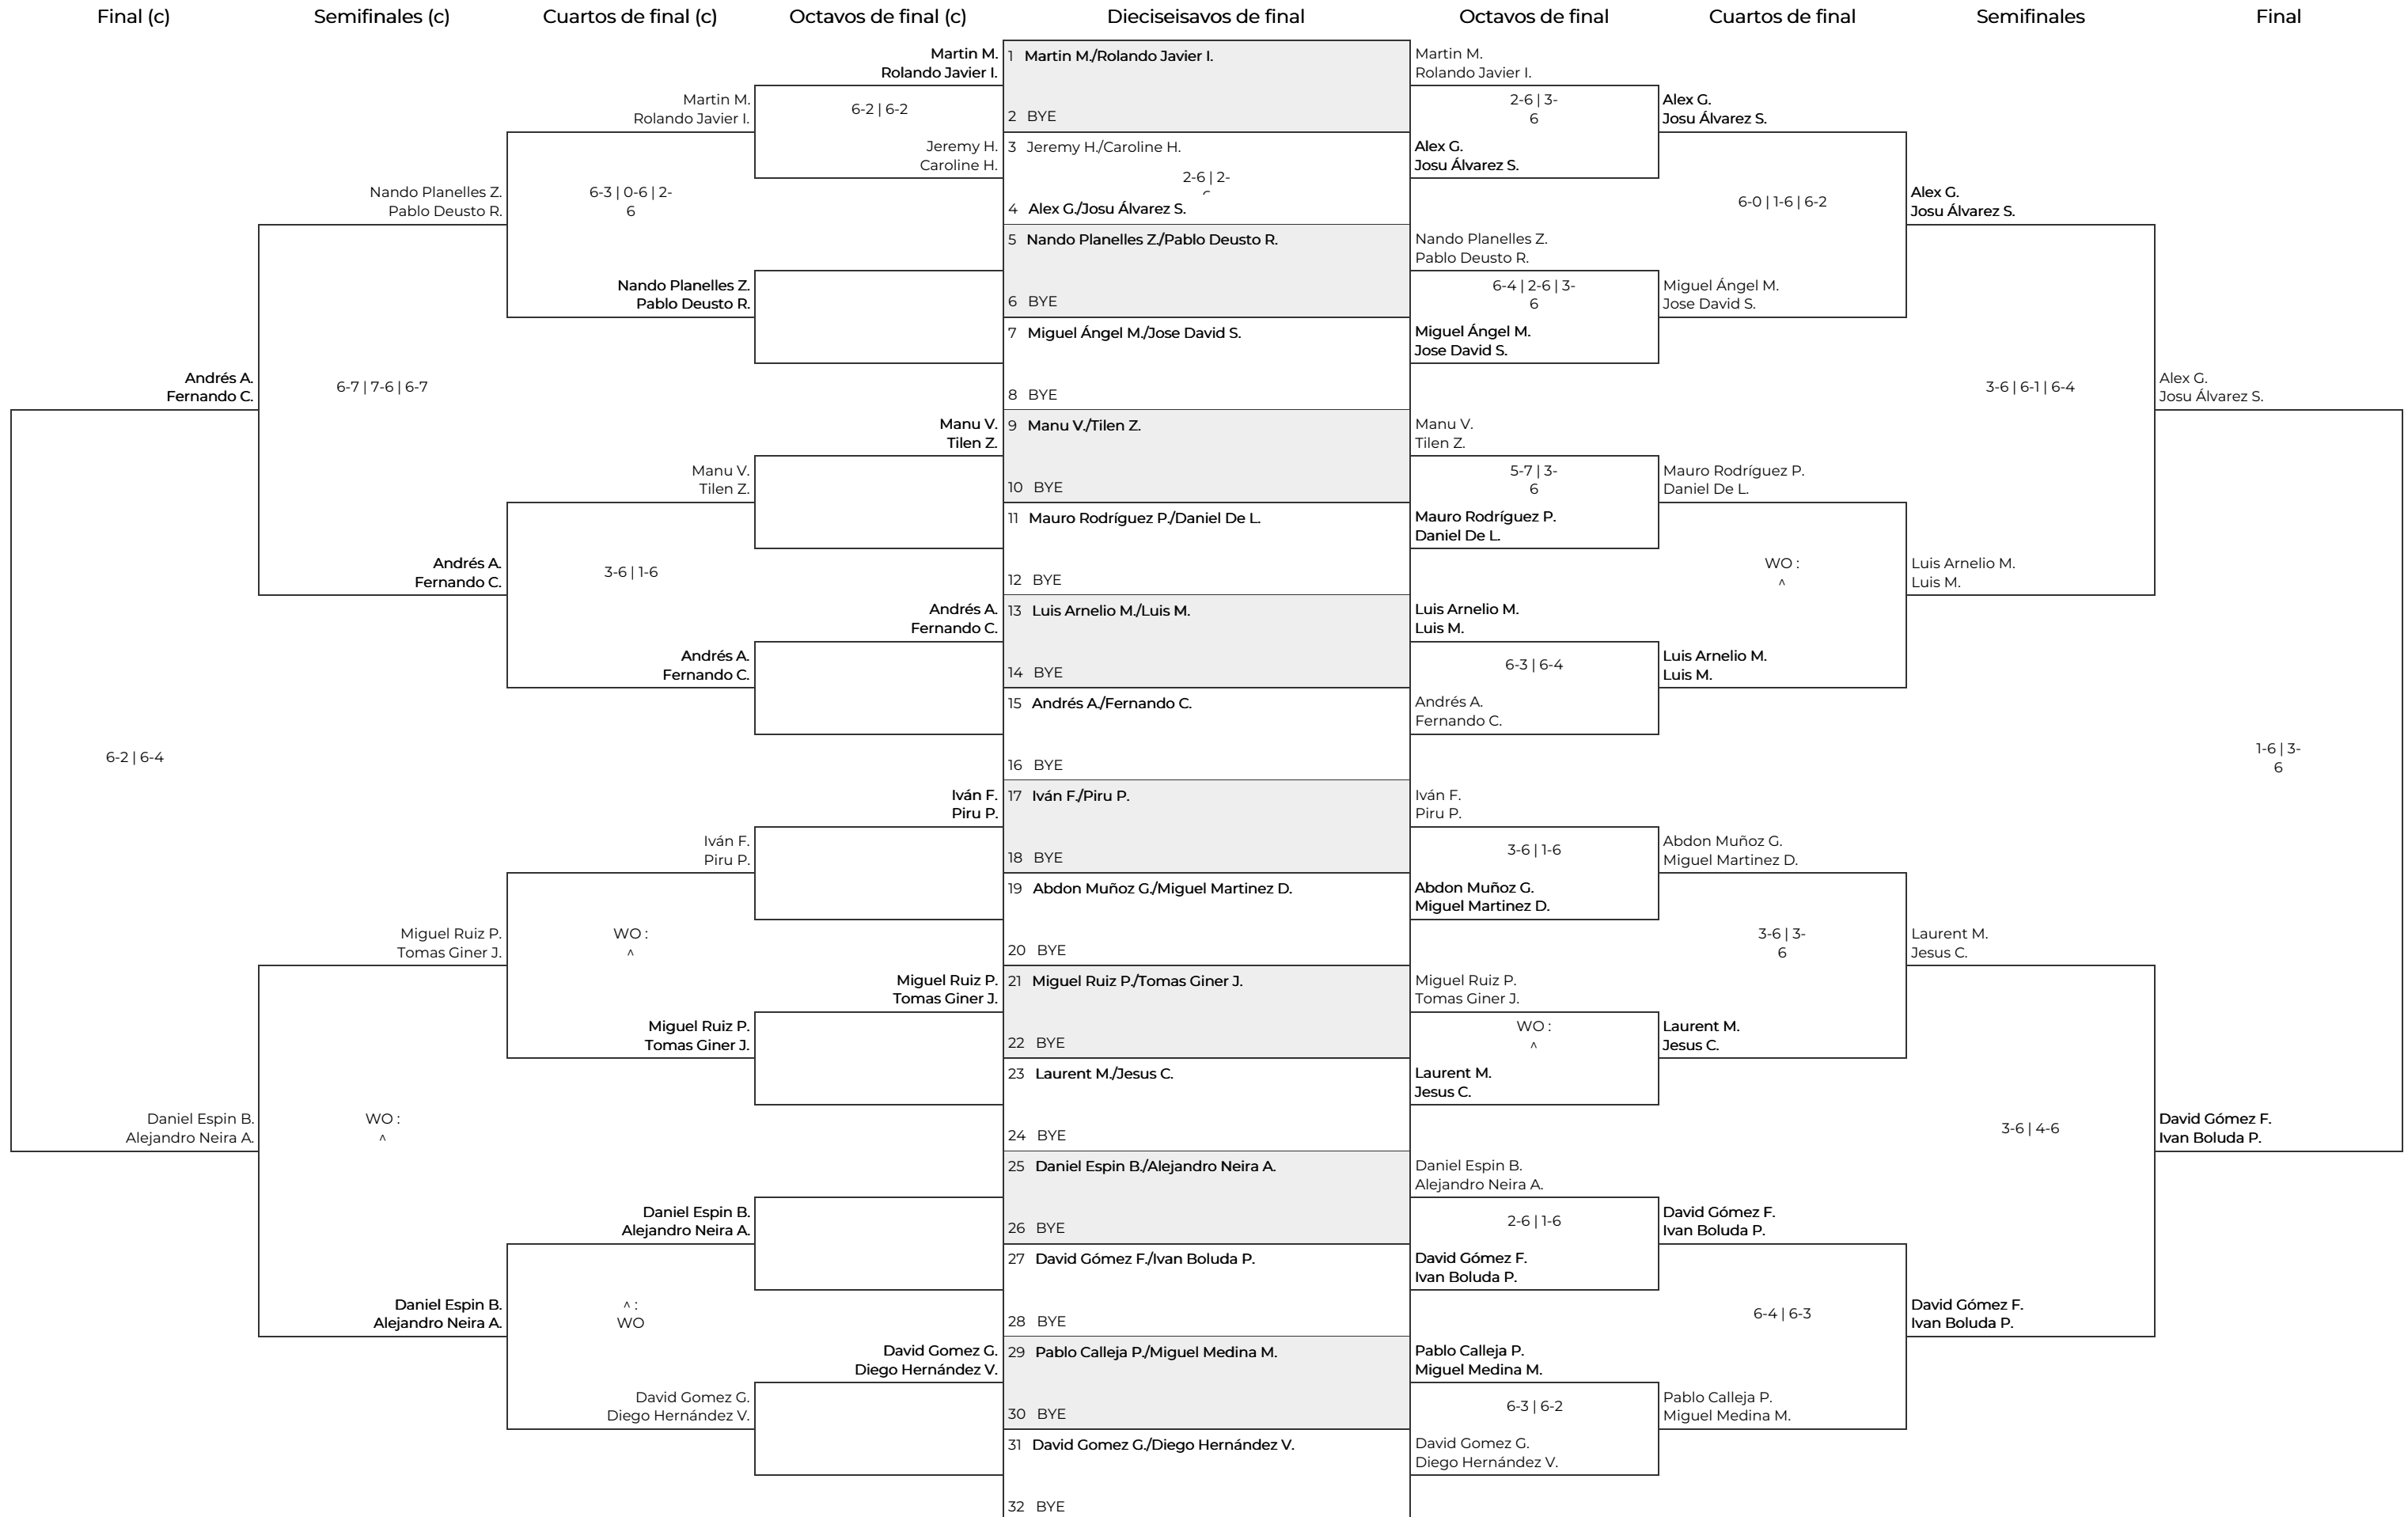 Final (c)
Semifinales (c)
Cuartos de final (c)
Octavos de final (c)
Dieciseisavos de final
Octavos de final
Cuartos de final
Semifinales
Final
Andrés A.
Fernando C.
6-2 | 6-4
Daniel Espin B.
Alejandro Neira A.
Nando Planelles Z.
Pablo Deusto R.
6-7 | 7-6 | 6-7
Andrés A.
Fernando C.
Miguel Ruiz P.
Tomas Giner J.
WO :
^
Daniel Espin B.
Alejandro Neira A.
Martin M.
Rolando Javier I.
6-3 | 0-6 | 2-
6
Nando Planelles Z.
Pablo Deusto R.
Manu V.
Tilen Z.
3-6 | 1-6
Andrés A.
Fernando C.
Iván F.
Piru P.
WO :
^
Miguel Ruiz P.
Tomas Giner J.
Daniel Espin B.
Alejandro Neira A.
^ :
WO
David Gomez G.
Diego Hernández V.
Martin M.
Rolando Javier I.
6-2 | 6-2
Jeremy H.
Caroline H.
Manu V.
Tilen Z.
Andrés A.
Fernando C.
Iván F.
Piru P.
Miguel Ruiz P.
Tomas Giner J.
David Gomez G.
Diego Hernández V.
1 Martin M./Rolando Javier I.
2 BYE
3 Jeremy H./Caroline H.
2-6 | 2-
4 Alex G./Josu Álvarez S.
5 Nando Planelles Z./Pablo Deusto R.
6 BYE
7 Miguel Ángel M./Jose David S.
8 BYE
9 Manu V./Tilen Z.
10 BYE
11 Mauro Rodríguez P./Daniel De L.
12 BYE
13 Luis Arnelio M./Luis M.
14 BYE
15 Andrés A./Fernando C.
16 BYE
17 Iván F./Piru P.
18 BYE
19 Abdon Muñoz G./Miguel Martinez D.
20 BYE
21 Miguel Ruiz P./Tomas Giner J.
22 BYE
23 Laurent M./Jesus C.
24 BYE
25 Daniel Espin B./Alejandro Neira A.
26 BYE
27 David Gómez F./Ivan Boluda P.
28 BYE
29 Pablo Calleja P./Miguel Medina M.
30 BYE
31 David Gomez G./Diego Hernández V.
32 BYE
Martin M.
Rolando Javier I.
2-6 | 3-
6
Alex G.
Josu Álvarez S.
Nando Planelles Z.
Pablo Deusto R.
6-4 | 2-6 | 3-
6
Miguel Ángel M.
Jose David S.
Manu V.
Tilen Z.
5-7 | 3-
6
Mauro Rodríguez P.
Daniel De L.
Luis Arnelio M.
Luis M.
6-3 | 6-4
Andrés A.
Fernando C.
Iván F.
Piru P.
3-6 | 1-6
Abdon Muñoz G.
Miguel Martinez D.
Miguel Ruiz P.
Tomas Giner J.
WO :
^
Laurent M.
Jesus C.
Daniel Espin B.
Alejandro Neira A.
2-6 | 1-6
David Gómez F.
Ivan Boluda P.
Pablo Calleja P.
Miguel Medina M.
6-3 | 6-2
David Gomez G.
Diego Hernández V.
Alex G.
Josu Álvarez S.
6-0 | 1-6 | 6-2
Miguel Ángel M.
Jose David S.
Mauro Rodríguez P.
Daniel De L.
WO :
^
Luis Arnelio M.
Luis M.
Abdon Muñoz G.
Miguel Martinez D.
3-6 | 3-
6
Laurent M.
Jesus C.
David Gómez F.
Ivan Boluda P.
6-4 | 6-3
Pablo Calleja P.
Miguel Medina M.
Alex G.
Josu Álvarez S.
3-6 | 6-1 | 6-4
Luis Arnelio M.
Luis M.
Laurent M.
Jesus C.
3-6 | 4-6
David Gómez F.
Ivan Boluda P.
Alex G.
Josu Álvarez S.
1-6 | 3-
6
David Gómez F.
Ivan Boluda P.